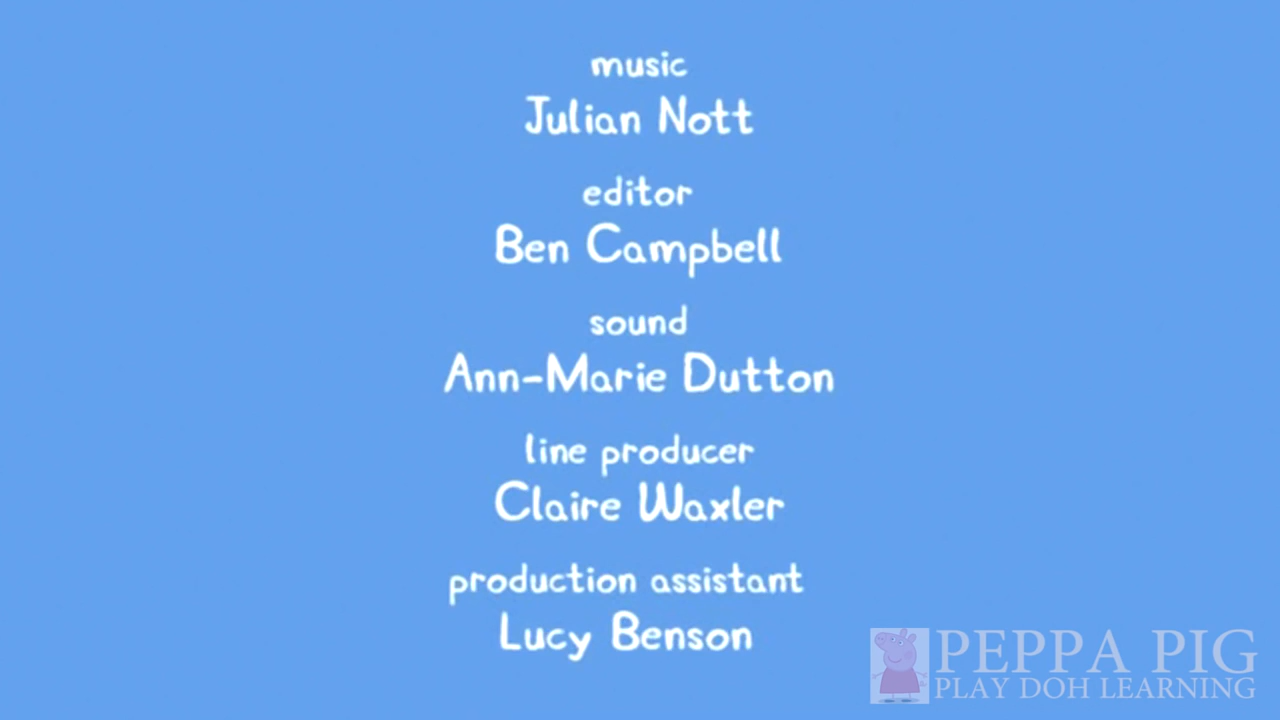 music
Julian Nott
editor
Ben Campbell
sound
Ann-Marie Dutton
line producer
Claire Waxler
production assistant
Lucy Benson
PEPPA PIG
PLAY DOH LEARNING